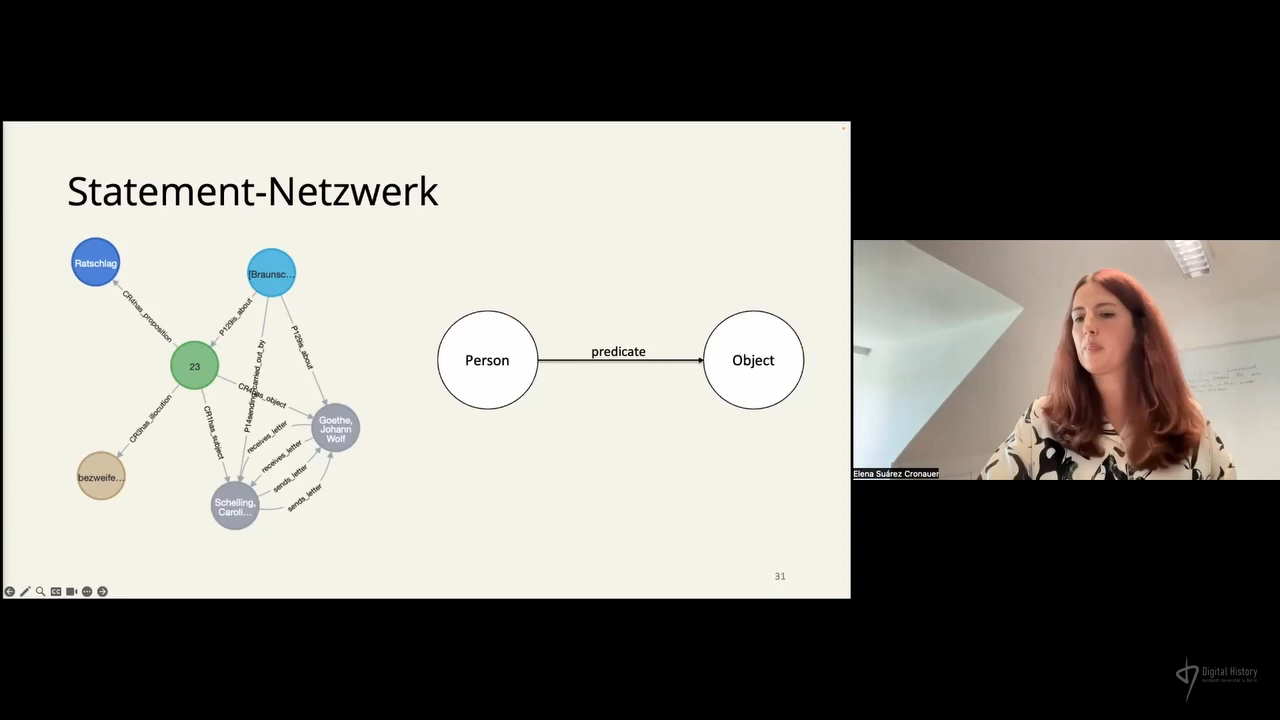 Statement-Netzwerk
Ratschlag
[Braunsc...
CR4has_proposition
P129is_about
P129is_about
23
P14sending_carried_out_by
CR4has_object
CR3has_illocution
CR1has_subject
Goethe,
Johann
Wolf
receives_letter
receives_letter
sends_letter
sends_letter
bezweife...
Schelling,
Caroli...
Person
predicate
Object
31
Elena Suárez Cronauer
Digital History